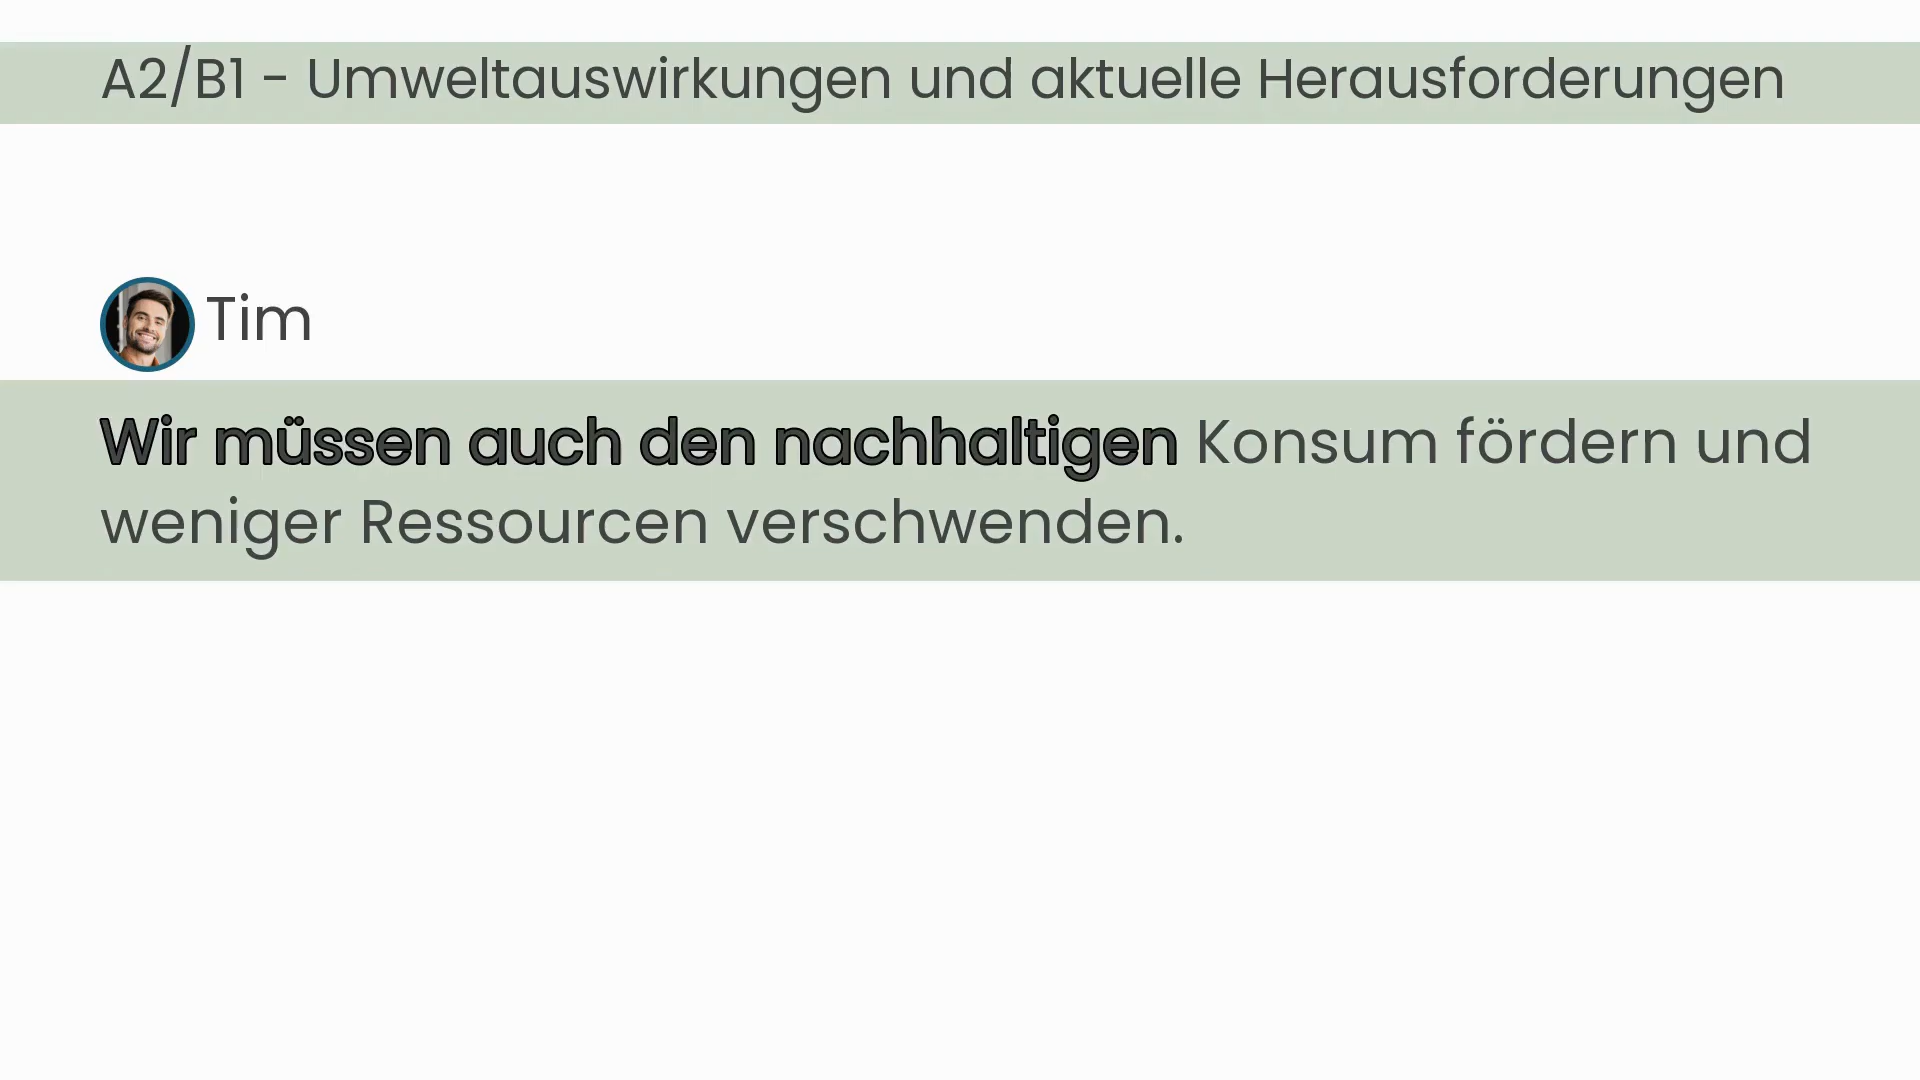 A2/B1 - Umweltauswirkungen und aktuelle Herausforderungen
Tim
Wir müssen auch den nachhaltigen Konsum fördern und
weniger Ressourcen verschwenden.